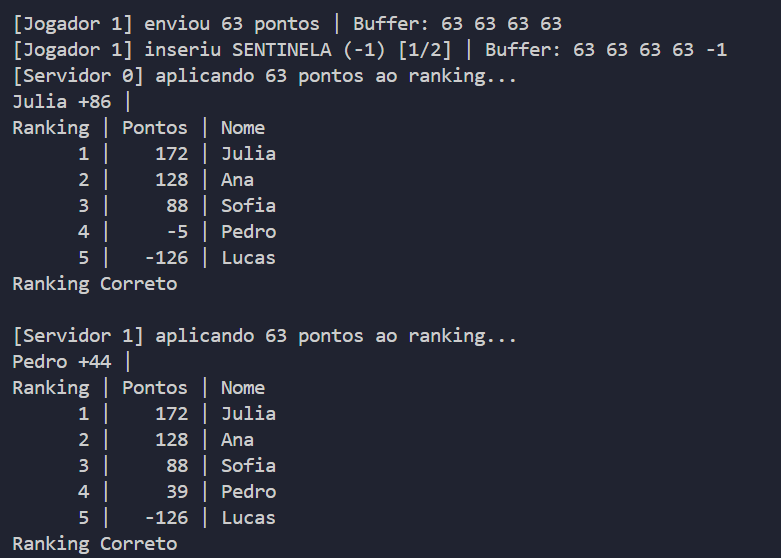 [Jogador 1] enviou 63 pontos | Buffer: 63 63 63 63
[Jogador 1] inseriu SENTINELA (-1) [1/2] | Buffer: 63 63 63 63 -1
[Servidor 0] aplicando 63 pontos ao ranking...
Julia +86 |
Ranking | Pontos | Nome
      1 |    172 | Julia
      2 |    128 | Ana
      3 |     88 | Sofia
      4 |     -5 | Pedro
      5 |   -126 | Lucas
Ranking Correto

[Servidor 1] aplicando 63 pontos ao ranking...
Pedro +44 |
Ranking | Pontos | Nome
      1 |    172 | Julia
      2 |    128 | Ana
      3 |     88 | Sofia
      4 |     39 | Pedro
      5 |   -126 | Lucas
Ranking Correto